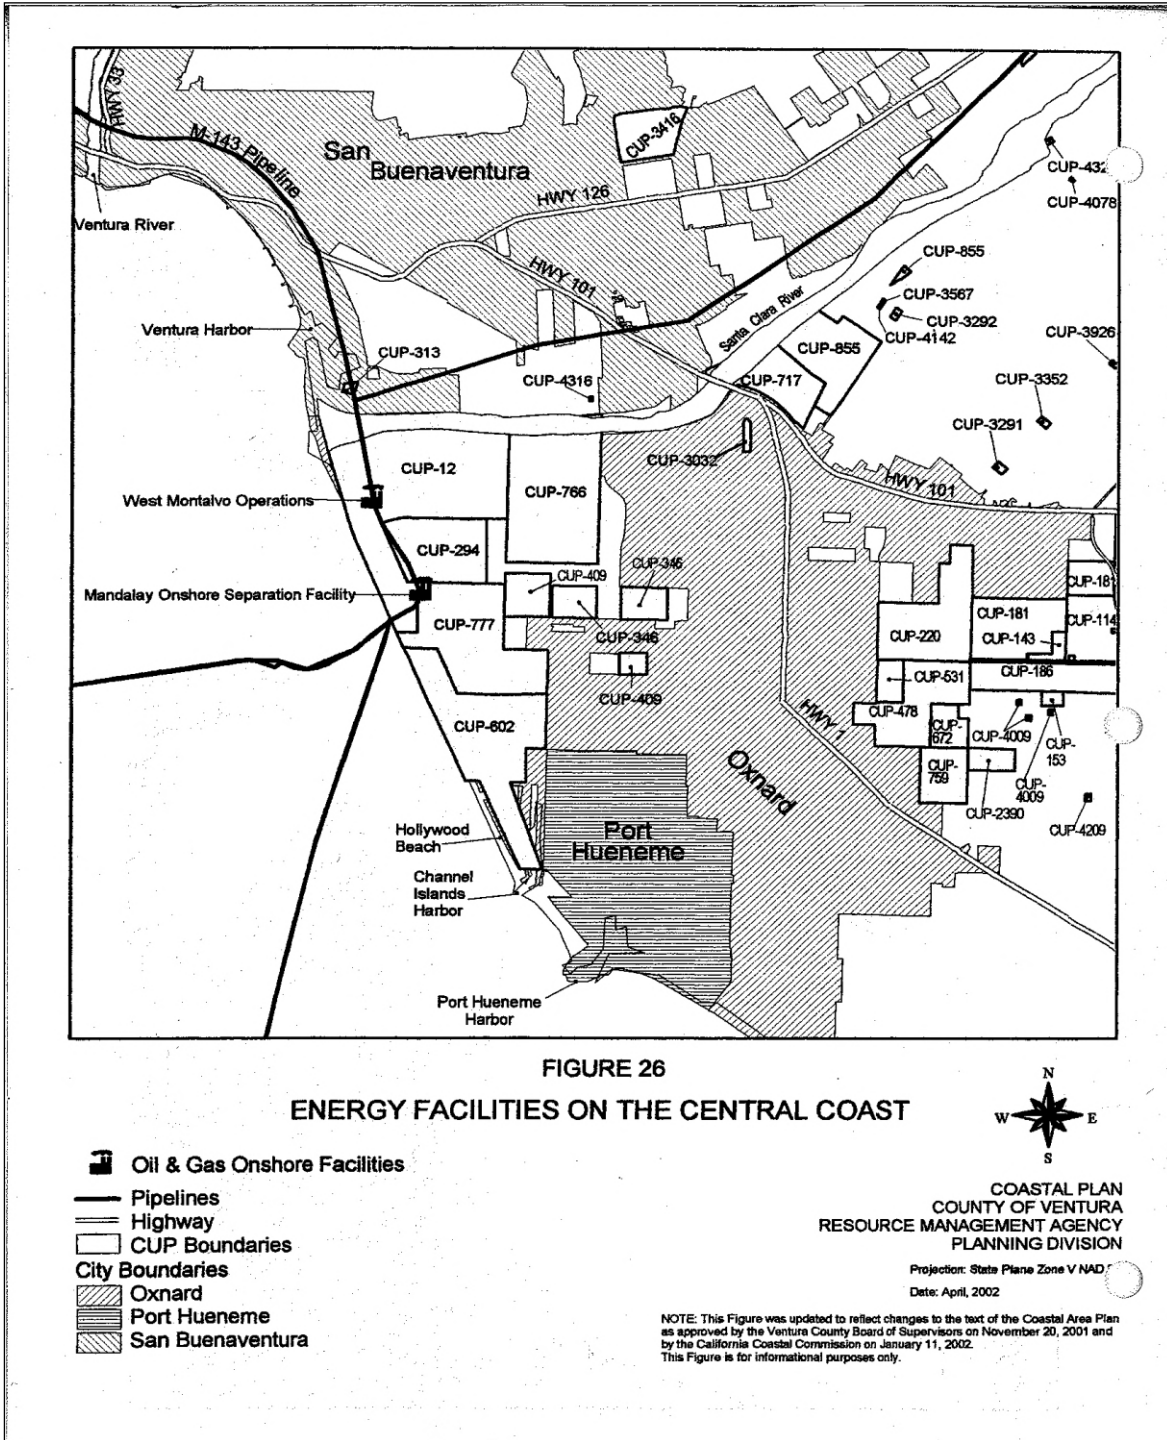 HWY 33
M-143 Pipeline
San
Buenaventura
CUP-3416
HWY 126
CUP-4078
Ventura River
HWY 101
CUP-855
CUP-3567
CUP-3292
CUP-4142
Santa Clara River
Ventura Harbor
CUP-313
CUP-855
CUP-3926
CUP-4316
CUP-717
CUP-3352
CUP-3291
CUP-12
CUP-3032
CUP-766
HWY 101
West Montalvo Operations
CUP-294
CUP-409
CUP-346
CUP-181
Mandalay Onshore Separation Facility
CUP-777
CUP-346
CUP-220
CUP-181
CUP-114
CUP-143
CUP-409
CUP-531
CUP-186
CUP-602
HWY 1
CUP-478
CUP-
672
CUP-4009
CUP-
153
Oxnard
CUP-
759
CUP-
4009
CUP-2390
CUP-4209
Hollywood
Beach
Port
Hueneme
Channel
Islands
Harbor
Port Hueneme
Harbor
FIGURE 26
ENERGY FACILITIES ON THE CENTRAL COAST
N
W
E
S
Oil & Gas Onshore Facilities
Pipelines
Highway
CUP Boundaries
City Boundaries
Oxnard
Port Hueneme
San Buenaventura
COASTAL PLAN
COUNTY OF VENTURA
RESOURCE MANAGEMENT AGENCY
PLANNING DIVISION
Projection: State Plane Zone V NAD
Date: April, 2002
NOTE: This Figure was updated to reflect changes to the text of the Coastal Area Plan
as approved by the Ventura County Board of Supervisors on November 20, 2001 and
by the California Coastal Commission on January 11, 2002.
This Figure is for informational purposes only.